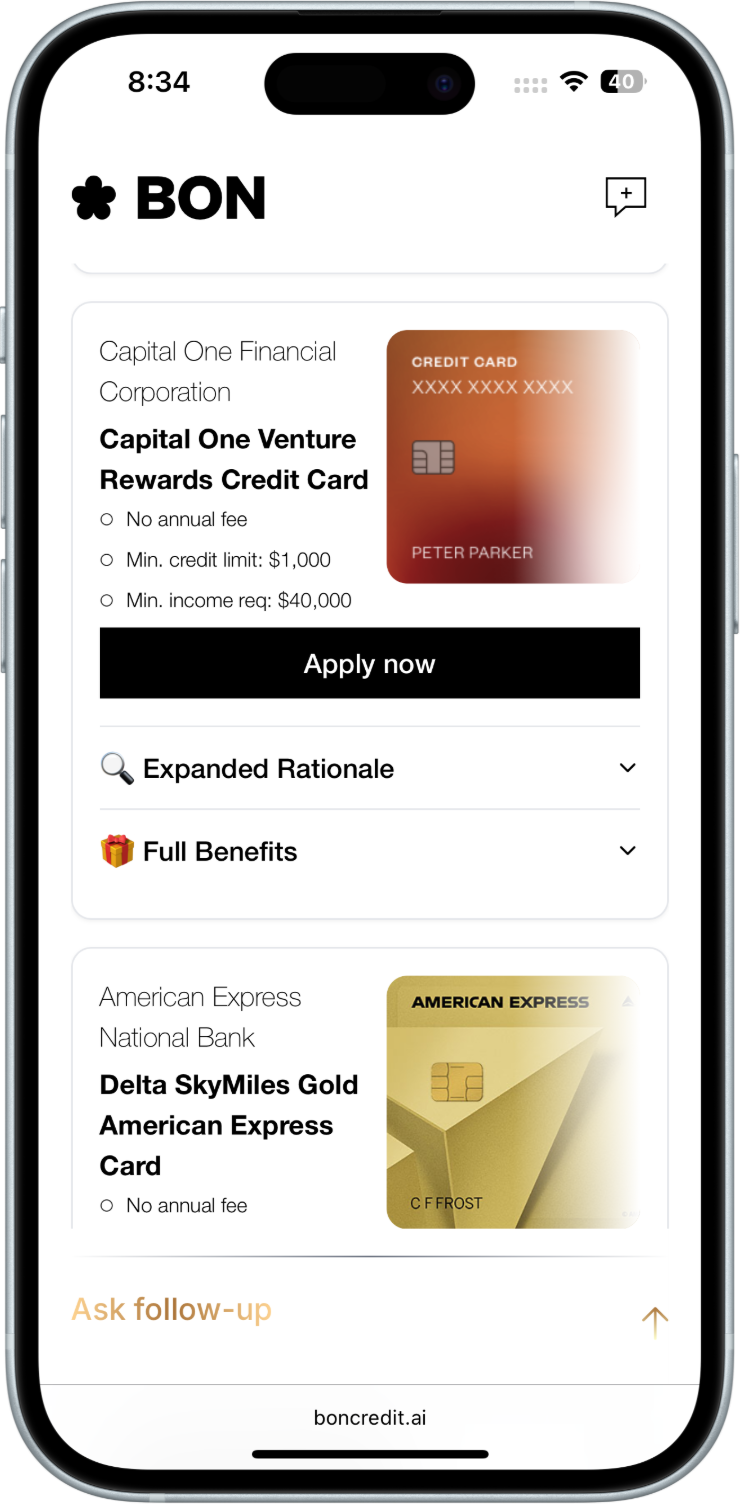 8:34
40
BON
Capital One Financial
Corporation
Capital One Venture
Rewards Credit Card
No annual fee
Min. credit limit: $1,000
Min. income req: $40,000
CREDIT CARD
XXXX XXXX XXXX
PETER PARKER
Apply now
Expanded Rationale
Full Benefits
American Express
National Bank
Delta SkyMiles Gold
American Express
Card
No annual fee
AMERICAN EXPRESS
C F FROST
Ask follow-up
boncredit.ai